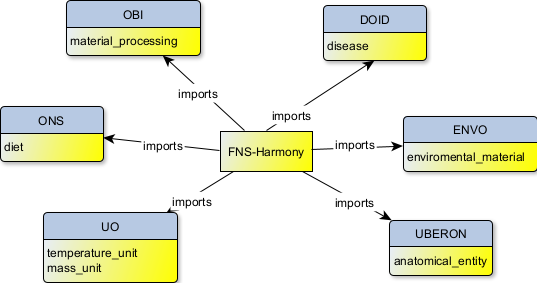 OBI
material_processing
DOID
disease
imports
imports
ONS
diet
imports
FNS-Harmony
imports
ENVO
enviromental_material
imports
imports
UO
temperature_unit
mass_unit
UBERON
anatomical_entity